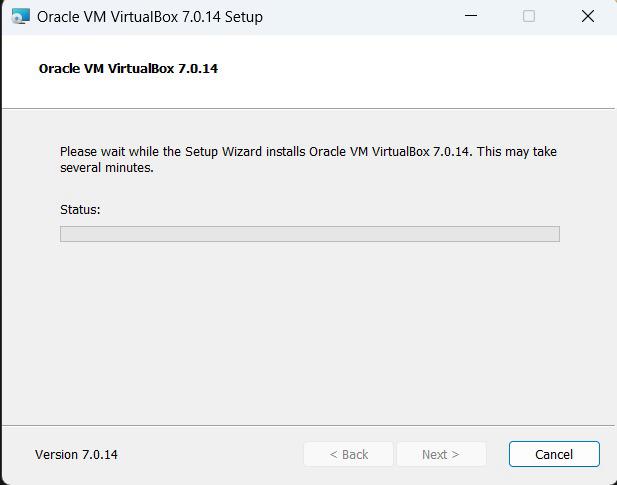 Oracle VM VirtualBox 7.0.14 Setup
Oracle VM VirtualBox 7.0.14
Please wait while the Setup Wizard installs Oracle VM VirtualBox 7.0.14. This may take
several minutes.
Status:
Version 7.0.14
< Back
Next >
Cancel